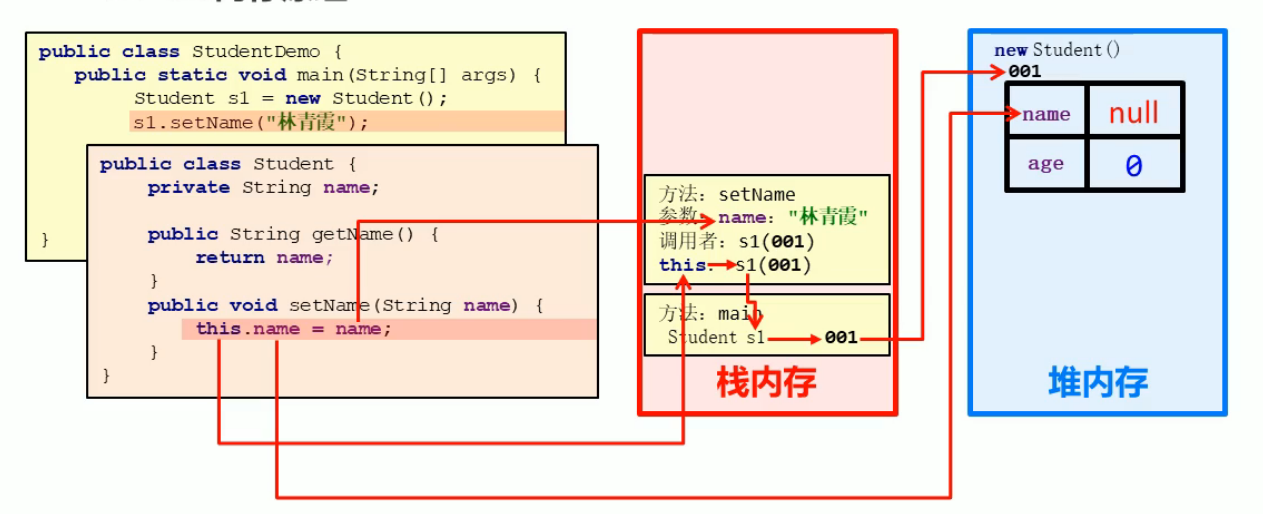 public class StudentDemo {
public static void main(String[] args) {
Student s1 = new Student();
s1.setName("林青霞");
}
public class Student {
private String name;
public String getName() {
return name;
}
public void setName(String name) {
this.name = name;
}
}
方法：setName
参数：name："林青霞"
调用者：s1(001)
this：s1(001)
方法：main
Student s1 001
栈内存
new Student()
001
name null
age 0
堆内存